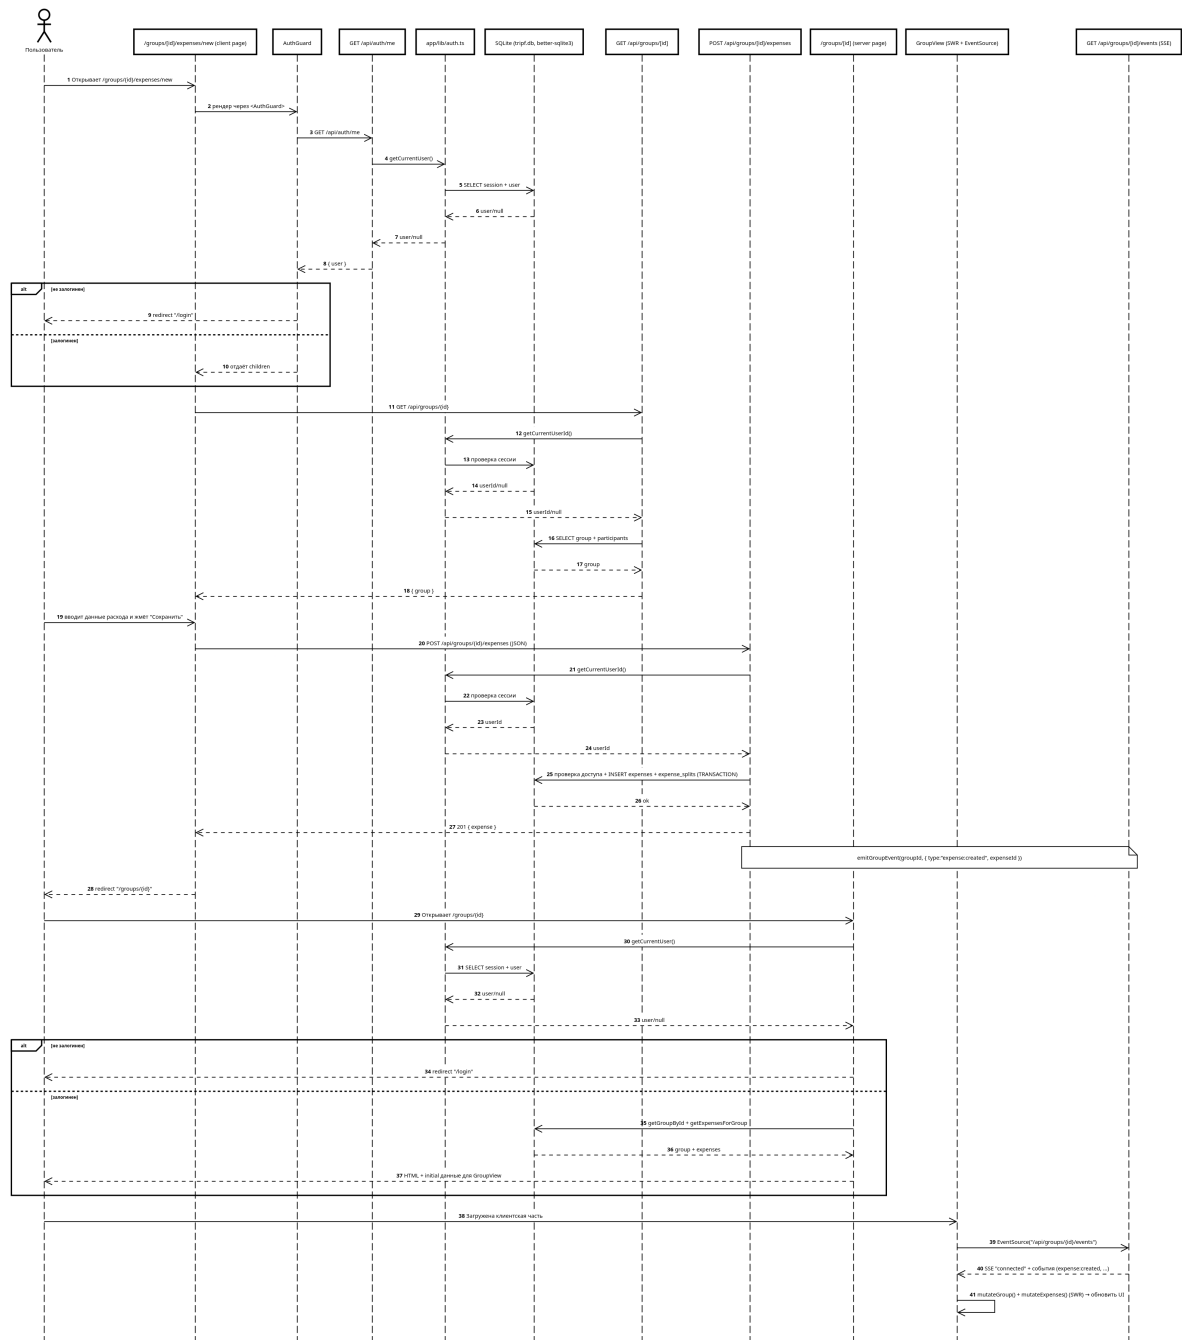 Пользователь
/groups/[id]/expenses/new (client page)
AuthGuard
GET /api/auth/me
app/lib/auth.ts
SQLite (tripf.db, better-sqlite3)
GET /api/groups/[id]
POST /api/groups/[id]/expenses
/groups/[id] (server page)
GroupView (SWR + EventSource)
GET /api/groups/[id]/events (SSE)
1 Открывает /groups/{id}/expenses/new
2 рендер через <AuthGuard>
3 GET /api/auth/me
4 getCurrentUser()
5 SELECT session + user
6 user/null
7 user/null
8 { user }
alt [не залогинен]
9 redirect "/login"
[залогинен]
10 отдаёт children
11 GET /api/groups/{id}
12 getCurrentUserId()
13 проверка сессии
14 userId/null
15 userId/null
16 SELECT group + participants
17 group
18 { group }
19 вводит данные расхода и жмёт "Сохранить"
20 POST /api/groups/{id}/expenses (JSON)
21 getCurrentUserId()
22 проверка сессии
23 userId
24 userId
25 проверка доступа + INSERT expenses + expense_splits (TRANSACTION)
26 ok
27 201 { expense }
emitGroupEvent(groupId, { type:"expense:created", expenseId })
28 redirect "/groups/{id}"
29 Открывает /groups/{id}
30 getCurrentUser()
31 SELECT session + user
32 user/null
33 user/null
alt [не залогинен]
34 redirect "/login"
[залогинен]
35 getGroupById + getExpensesForGroup
36 group + expenses
37 HTML + initial данные для GroupView
38 Загружена клиентская часть
39 EventSource("/api/groups/{id}/events")
40 SSE "connected" + события (expense:created, ...)
41 mutateGroup() + mutateExpenses() (SWR) → обновить UI